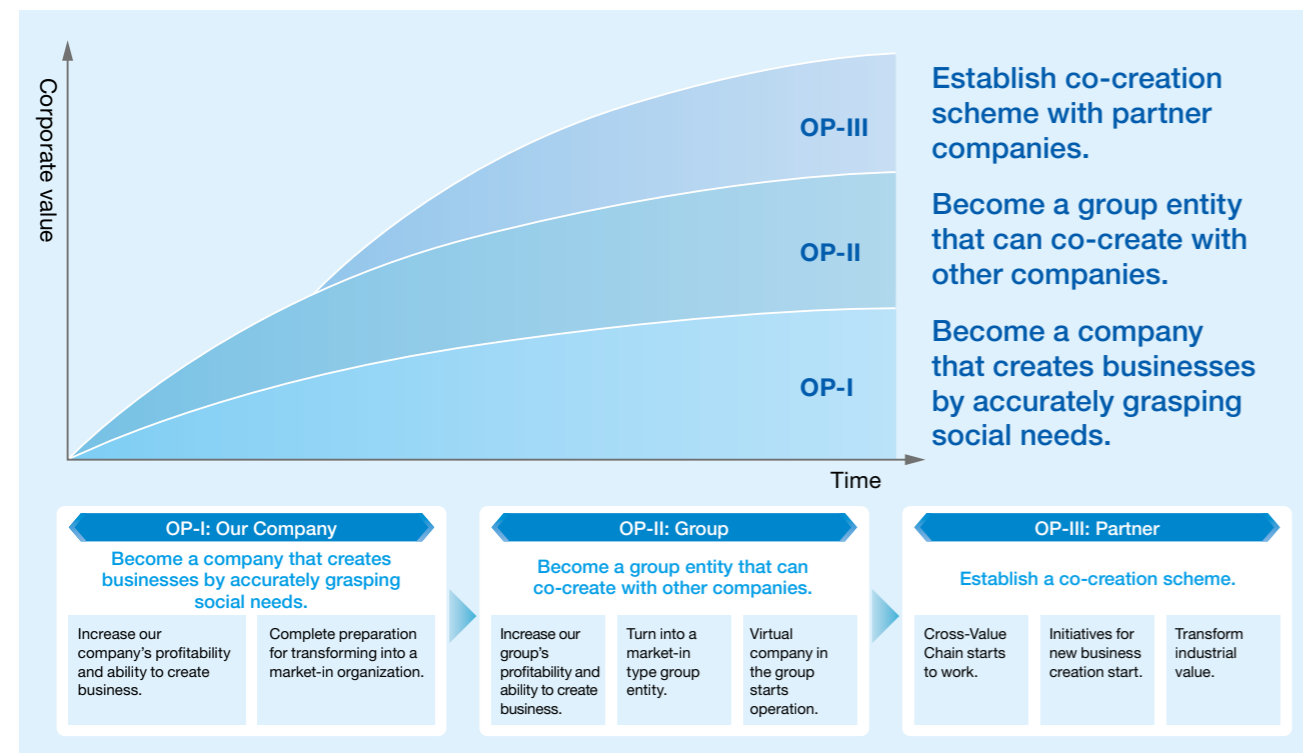 Corporate value
OP-III
OP-II
OP-I
Time
Establish co-creation
scheme with partner
companies.
Become a group entity
that can co-create with
other companies.
Become a company
that creates businesses
by accurately grasping
social needs.
OP-I: Our Company
Become a company that creates
businesses by accurately grasping
social needs.
Increase our
company's profitability
and ability to create
business.
Complete preparation
for transforming into a
market-in organization.
OP-II: Group
Become a group entity that can
co-create with other companies.
Increase our
group's
profitability and
ability to create
business.
Turn into a
market-in
type group
entity.
Virtual
company in
the group
starts
operation.
OP-III: Partner
Establish a co-creation scheme.
Cross-Value
Chain starts
to work.
Initiatives for
new business
creation start.
Transform
industrial
value.